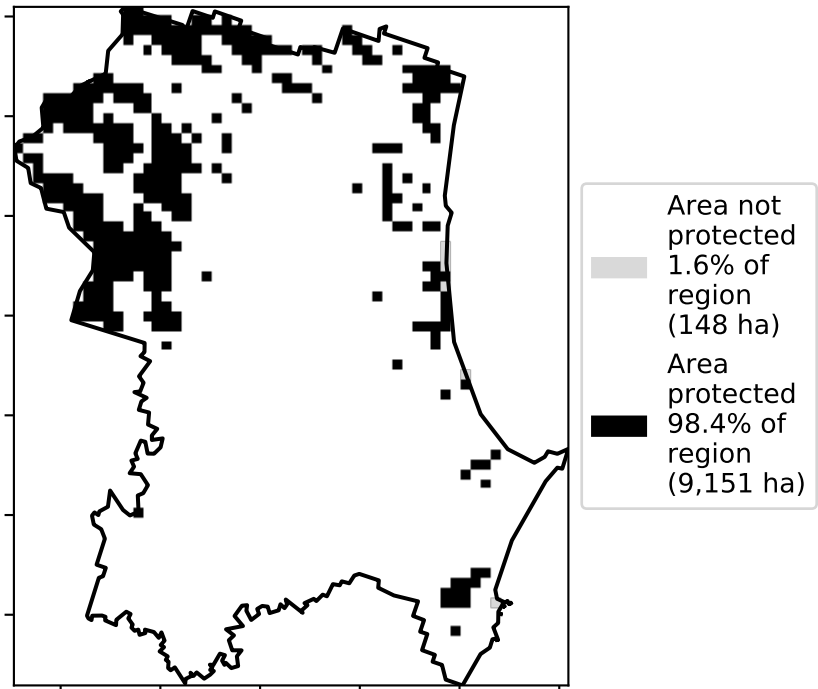 Area not
protected
1.6% of
region
(148 ha)
Area
protected
98.4% of
region
(9,151 ha)